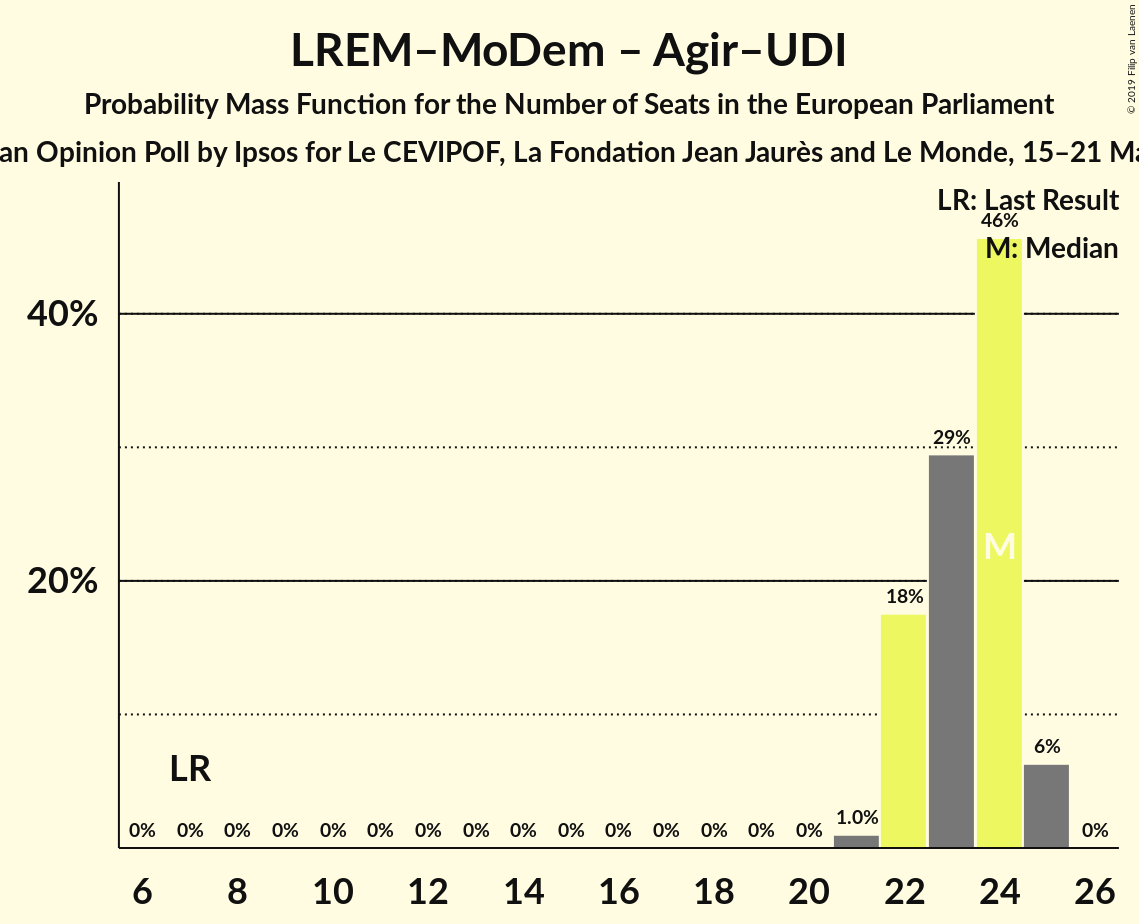 LREM–MoDem – Agir–UDI
Probability Mass Function for the Number of Seats in the European Parliament
an Opinion Poll by Ipsos for Le CEVIPOF, La Fondation Jean Jaurès and Le Monde, 15–21 Ma
© 2019 Filip van Laenen
LR: Last Result
46%
M: Median
40%
29%
M
20%
18%
6%
LR
1.0%
0% 0% 0% 0% 0% 0% 0% 0% 0% 0% 0% 0% 0% 0% 0% 0%
6 8 10 12 14 16 18 20 22 24 26